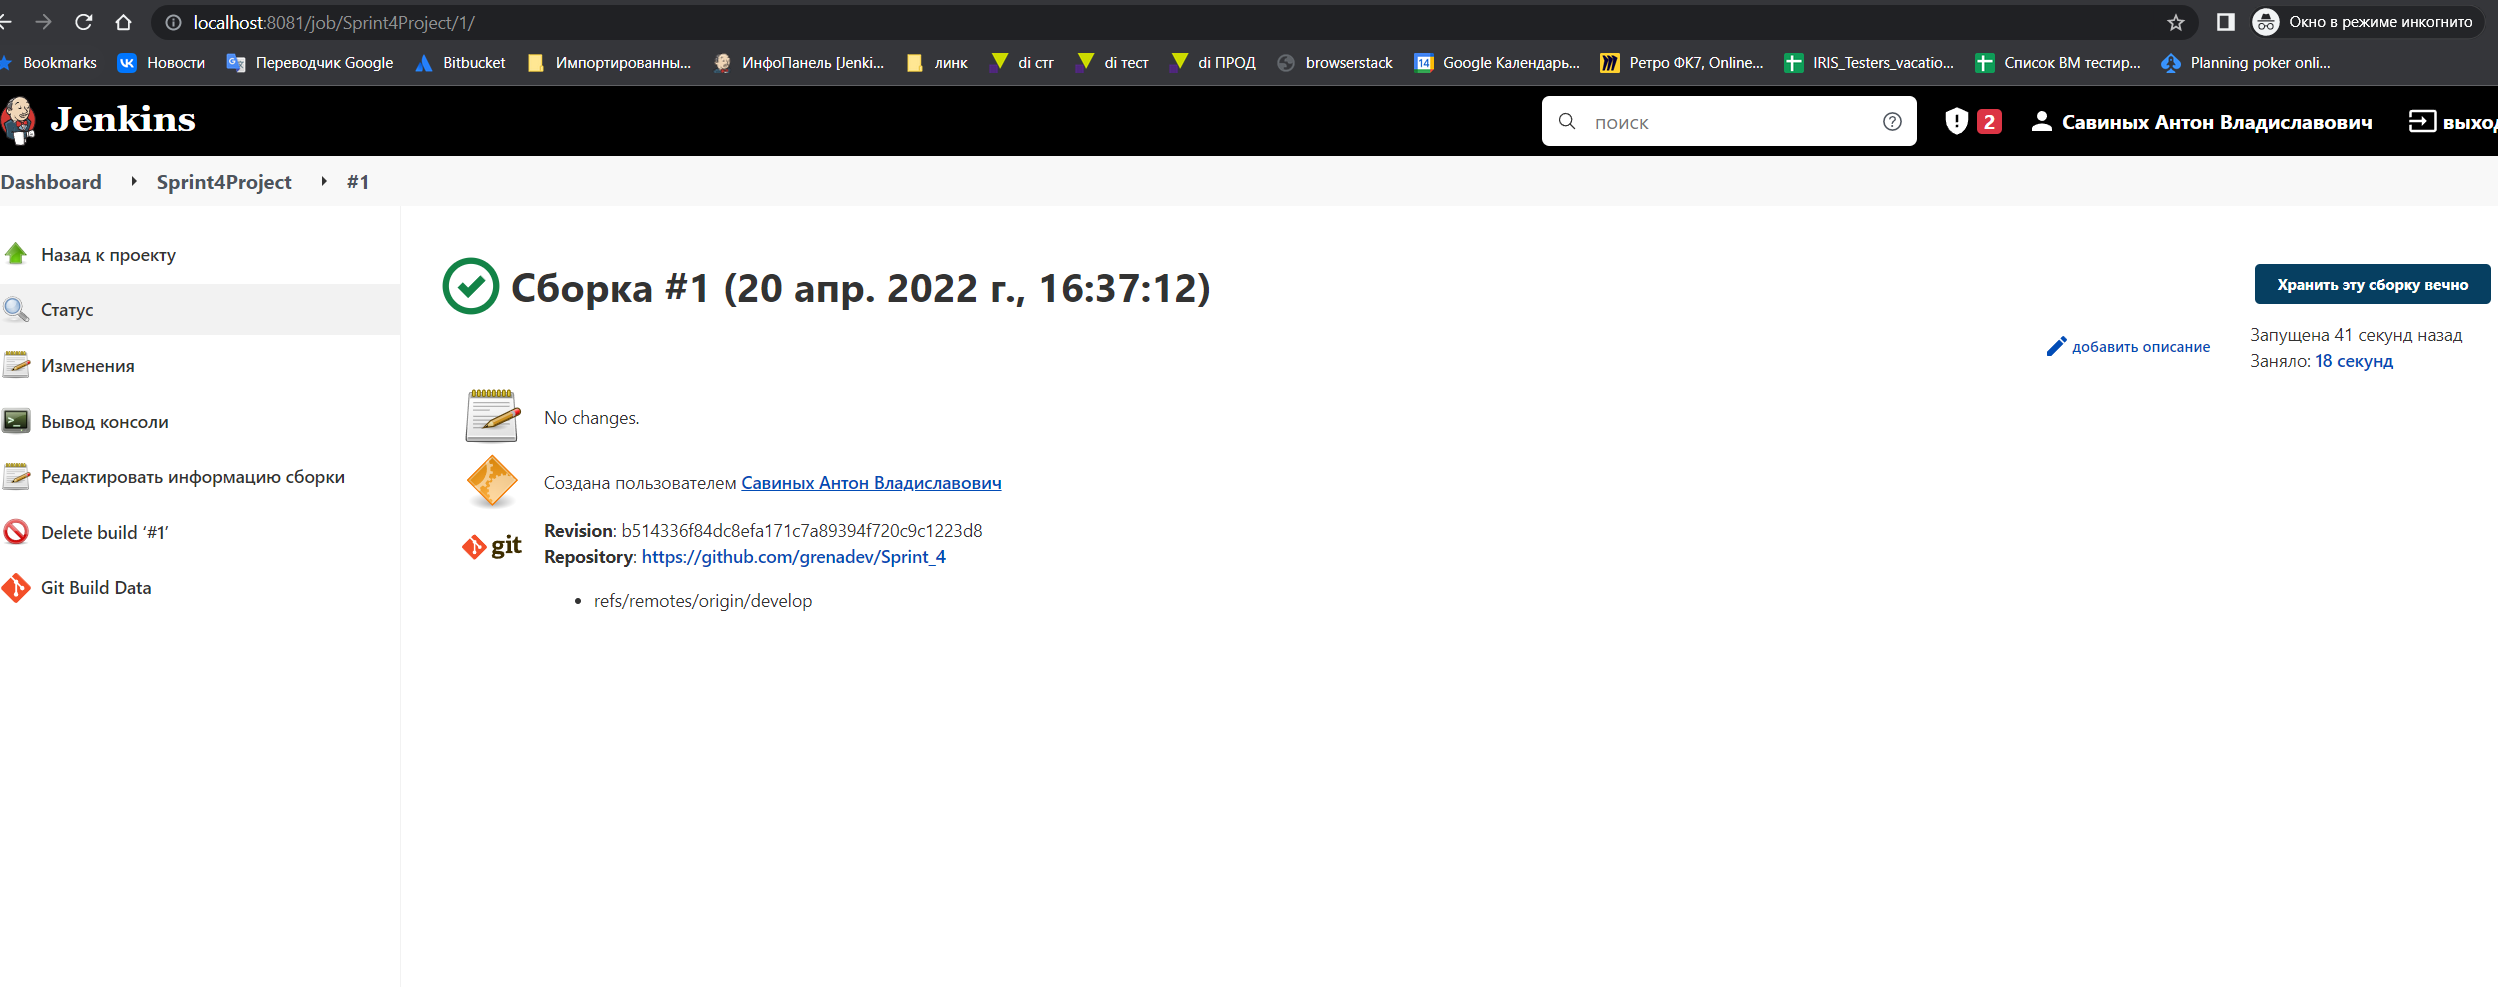 localhost:8081/job/Sprint4Project/1/
Окно в режиме инкогнито
Bookmarks Новости Переводчик Google Bitbucket Импортированны... ИнфоПанель [Jenki... линк di стг di тест di ПРОД browserstack 14 Google Календарь... Ретро ФК7, Online... IRIS_Testers_vacatio... Список ВМ тестир... Planning poker onli...
Jenkins
поиск
2
Савиных Антон Владиславович
выход
Dashboard Sprint4Project #1
Назад к проекту
Статус
Изменения
Вывод консоли
Редактировать информацию сборки
Delete build ‘#1’
Git Build Data
Сборка #1 (20 апр. 2022 г., 16:37:12)
Хранить эту сборку вечно
добавить описание
Запущена 41 секунд назад
Заняло: 18 секунд
No changes.
Создана пользователем Савиных Антон Владиславович
git
Revision: b514336f84dc8efa171c7a89394f720c9c1223d8
Repository: https://github.com/grenadev/Sprint_4
refs/remotes/origin/develop